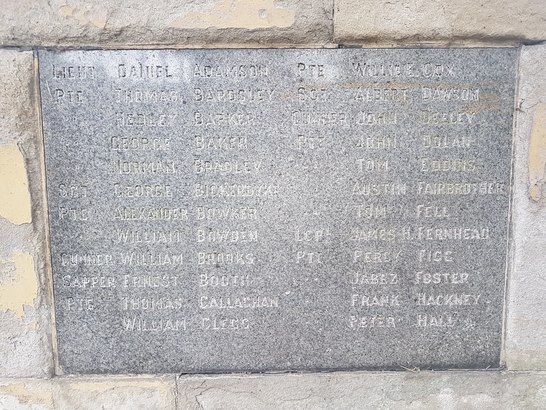 LIEUT DANIEL ADAMSON
PTE THOMAS BARDSLEY
HEDLEY BARKER
GEORGE BAKER
NORMAN BRADLEY
SGT GEORGE
PTE ALEXANDER BOWKER
WILLIAM BOWDEN
GUNNER WILLIAM BROOKS
SAPPER ERNEST BOOTH
PTE THOMAS CALLAGHAN
WILLIAM CLEGG
PTE WILLIE COX
SGT ALBERT DAWSON
GUNNER JOHN DEELEY
PTE JOHN DOLAN
TOM EDDINS
AUSTIN FAIRBROTHER
TOM FELL
L.CPL JAMES H. FERNHEAD
PTE PERCY FICE
JABEZ FOSTER
FRANK HACKNEY
PETER HALL